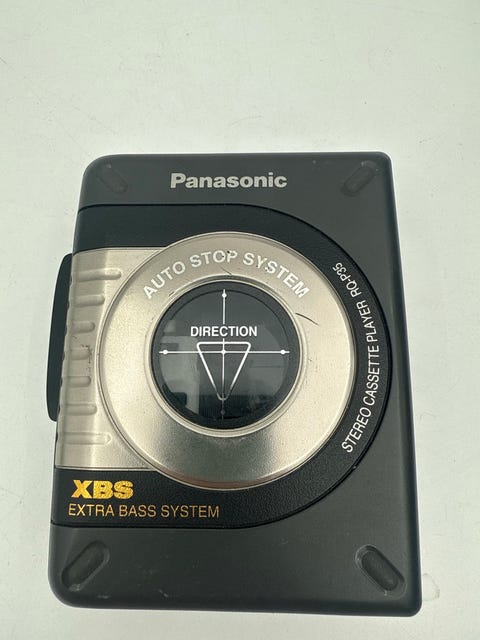 Panasonic
AUTO STOP SYSTEM
DIRECTION
STEREO CASSETTE PLAYER RQ-P35
XBS
EXTRA BASS SYSTEM